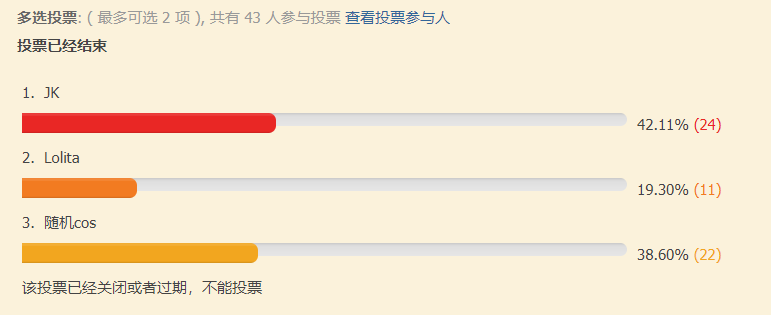 多选投票: ( 最多可选 2 项 ), 共有 43 人参与投票 查看投票参与人
投票已经结束
1. JK
42.11% (24)
2. Lolita
19.30% (11)
3. 随机cos
38.60% (22)
该投票已经关闭或者过期，不能投票